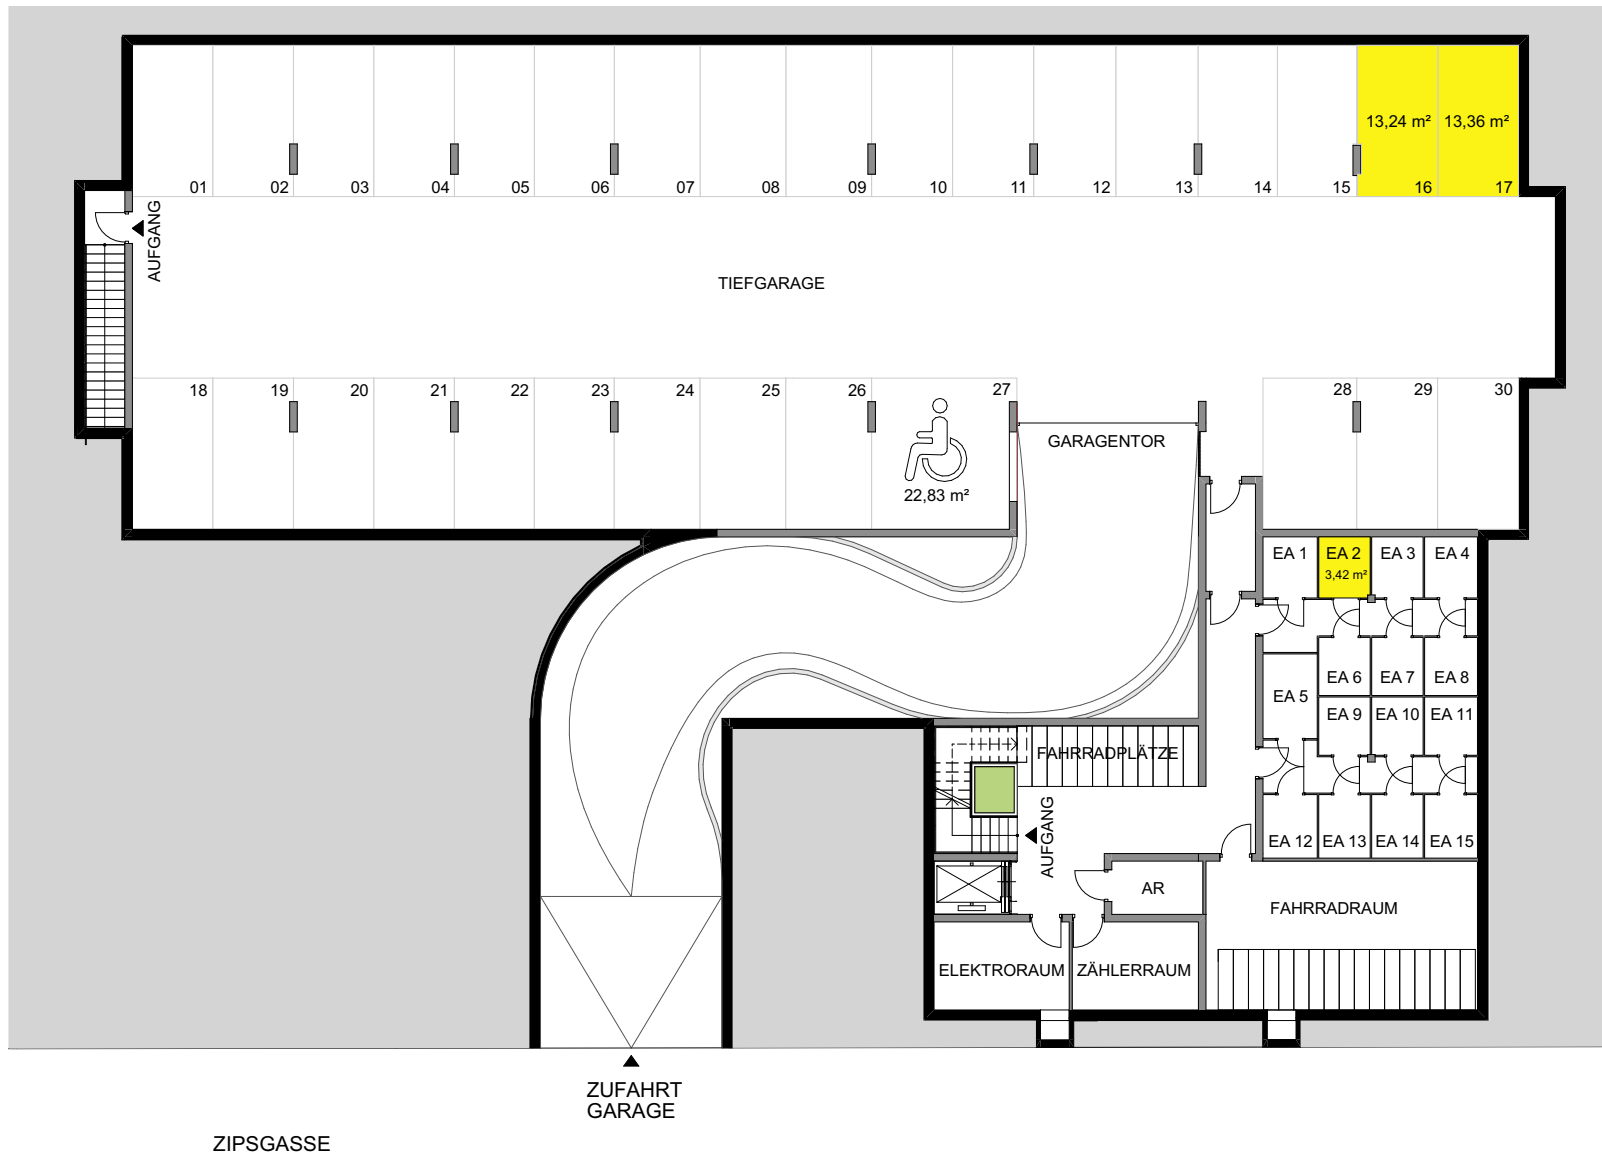 13,24 m² 13,36 m²
01 02 03 04 05 06 07 08 09 10 11 12 13 14 15 16 17
AUFGANG
TIEFGARAGE
18 19 20 21 22 23 24 25 26 27 28 29 30
GARAGENTOR
22,83 m²
EA 1 EA 2 EA 3 EA 4
3,42 m²
EA 6 EA 7 EA 8
EA 5
EA 9 EA 10 EA 11
FAHRRADPLÄTZE
AUFGANG
EA 12 EA 13 EA 14 EA 15
AR
FAHRRADRAUM
ELEKTRORAUM ZÄHLERRAUM
ZUFAHRT
GARAGE
ZIPSGASSE